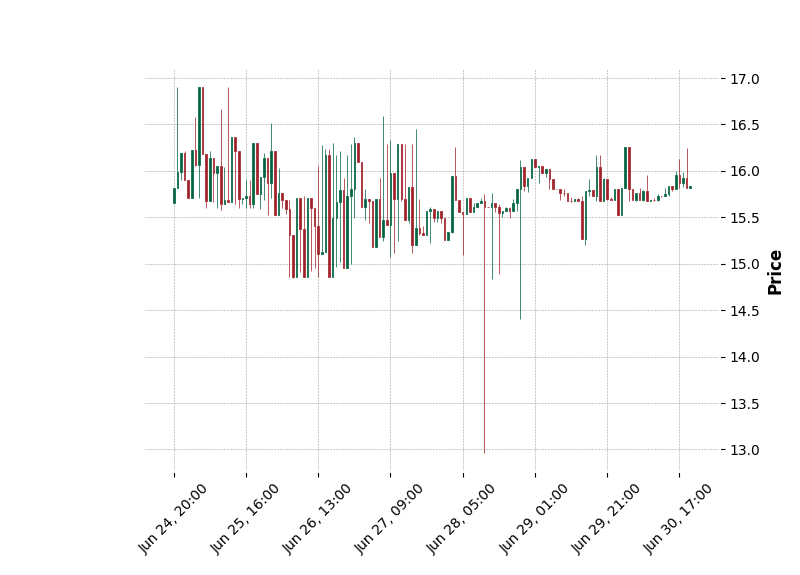 17.0
16.5
16.0
15.5
15.0
14.5
14.0
13.5
13.0
Price
Jun 24, 20:00
Jun 25, 16:00
Jun 26, 13:00
Jun 27, 09:00
Jun 28, 05:00
Jun 29, 01:00
Jun 29, 21:00
Jun 30, 17:00